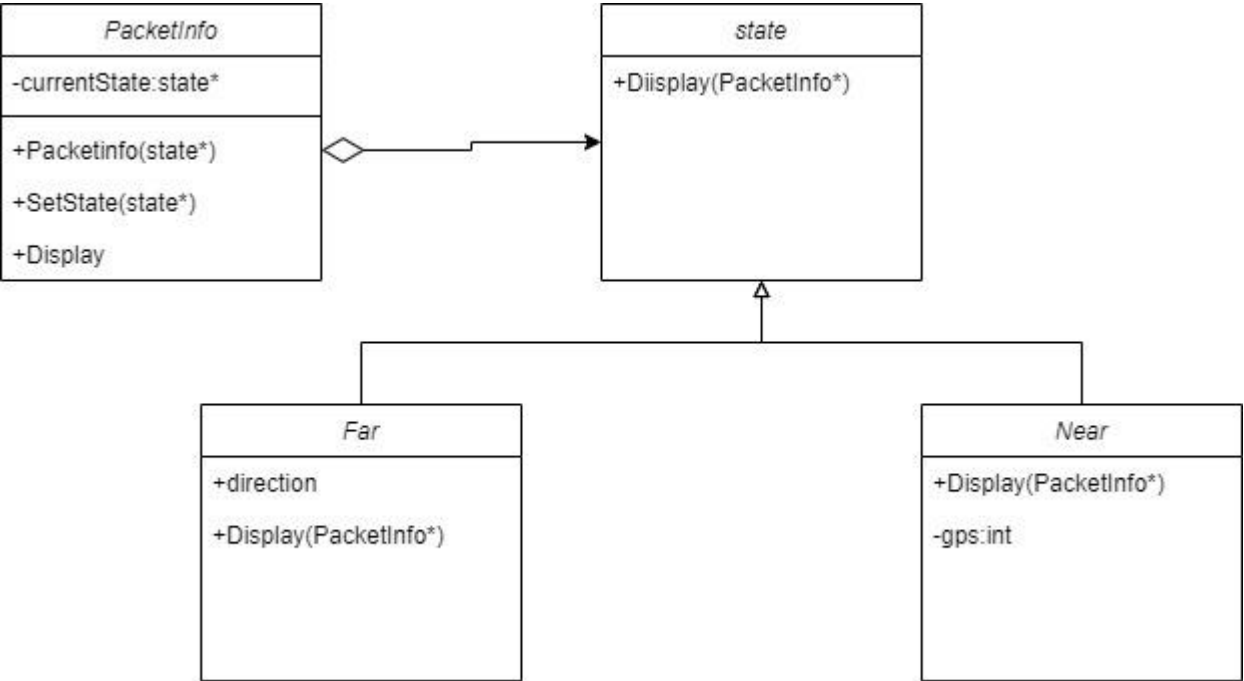 PacketInfo
-currentState:state*
+Packetinfo(state*)
+SetState(state*)
+Display
state
+Diisplay(PacketInfo*)
Far
+direction
+Display(PacketInfo*)
Near
+Display(PacketInfo*)
-gps:int